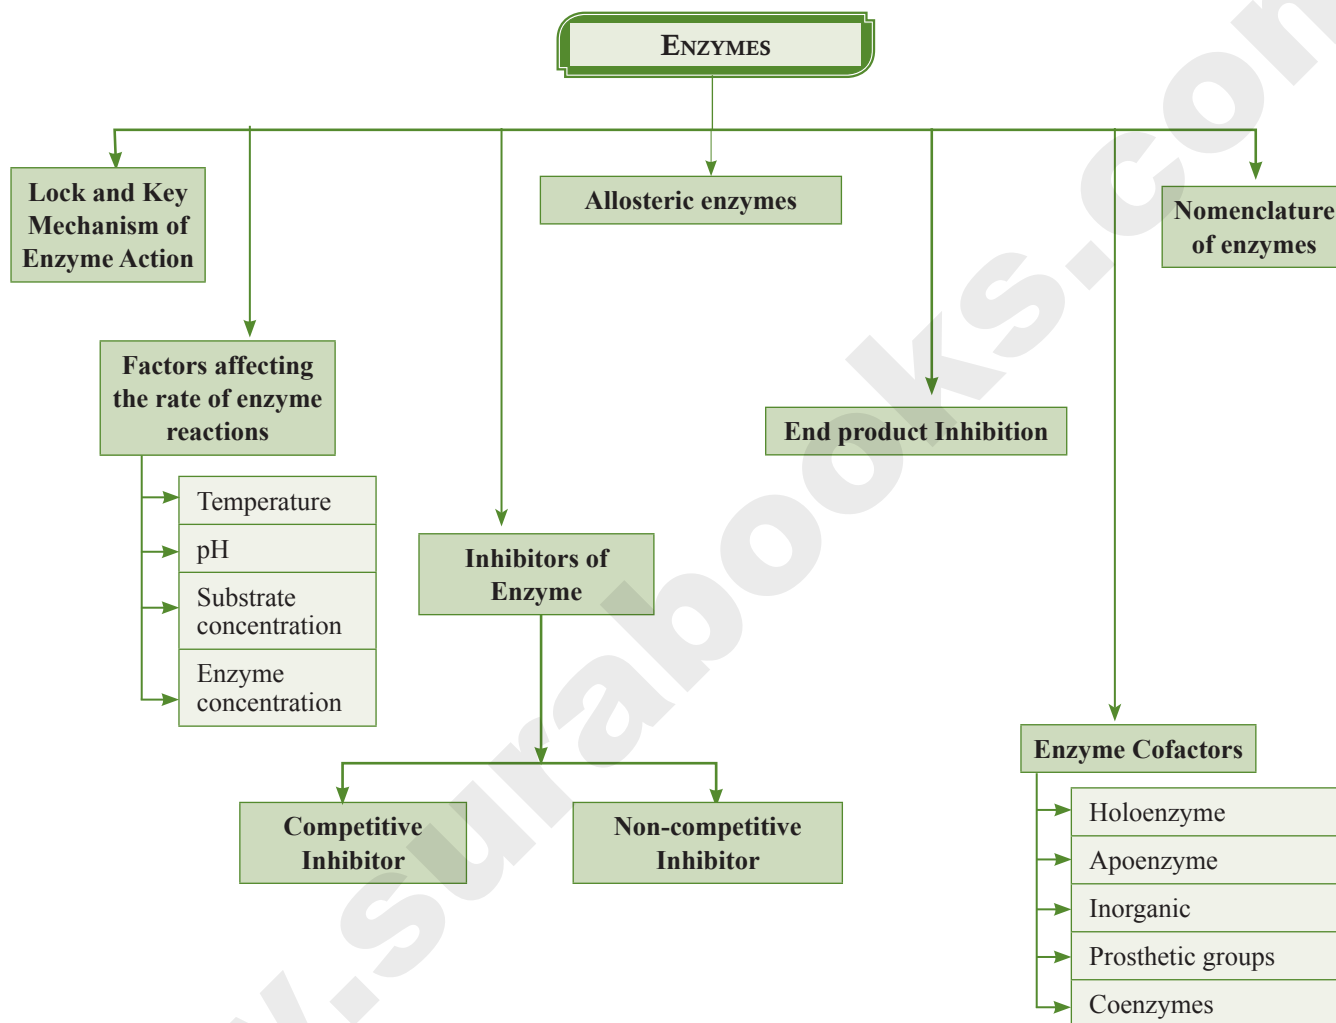 ENZYMES
Lock and Key
Mechanism of
Enzyme Action
Allosteric enzymes
Nomenclature
of enzymes
Factors affecting
the rate of enzyme
reactions
Temperature
pH
Substrate
concentration
Enzyme
concentration
End product Inhibition
Inhibitors of
Enzyme
Competitive
Inhibitor
Non-competitive
Inhibitor
Enzyme Cofactors
Holoenzyme
Apoenzyme
Inorganic
Prosthetic groups
Coenzymes
w.surabooks.com